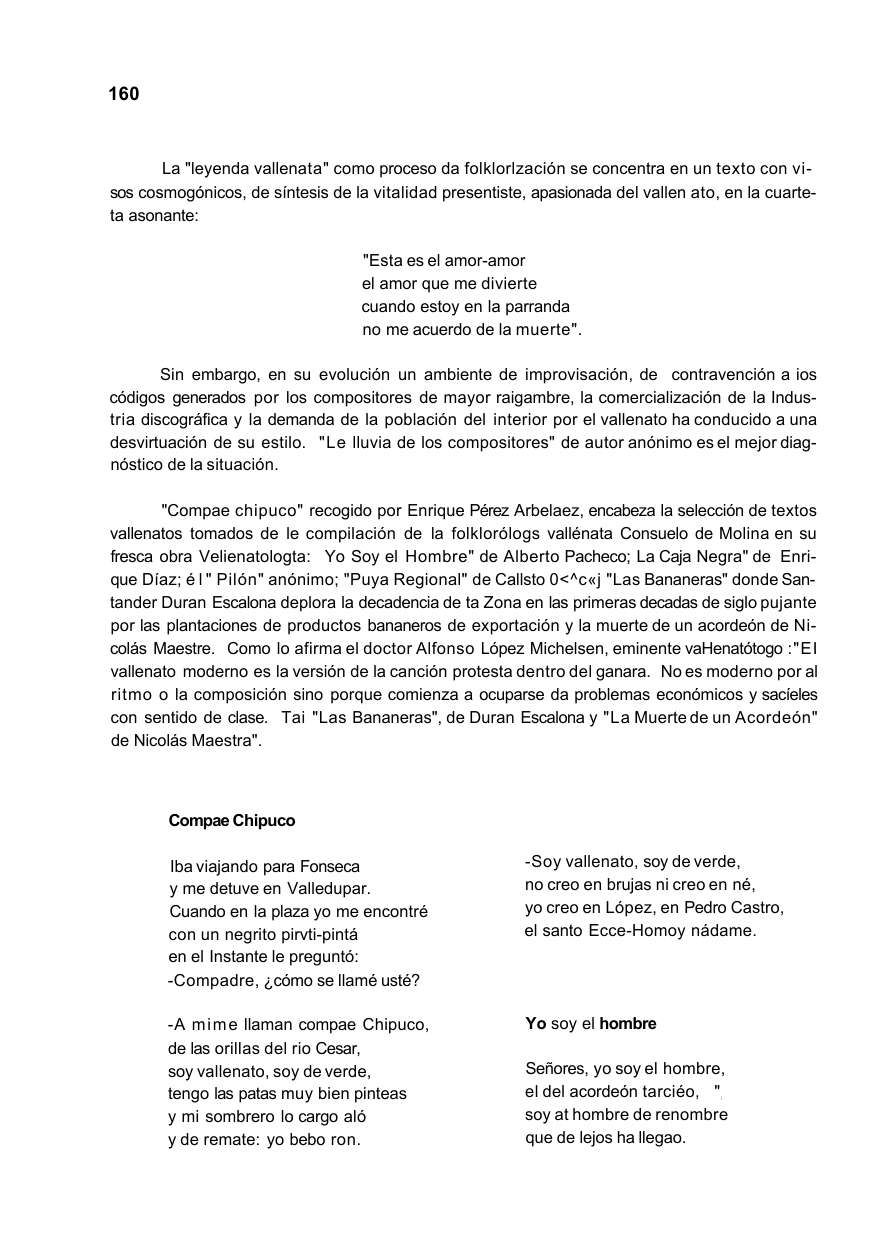 160
La "leyenda vallenata" como proceso da folklorlzación se concentra en un texto con vi-
sos cosmogónicos, de síntesis de la vitalidad presentiste, apasionada del vallen ato, en la cuarte-
ta asonante:
"Esta es el amor-amor
el amor que me divierte
cuando estoy en la parranda
no me acuerdo de la muerte".
Sin embargo, en su evolución un ambiente de improvisación, de contravención a ios
códigos generados por los compositores de mayor raigambre, la comercialización de la Indus-
tria discográfica y la demanda de la población del interior por el vallenato ha conducido a una
desvirtuación de su estilo. "Le lluvia de los compositores" de autor anónimo es el mejor diag-
nóstico de la situación.
"Compae chipuco" recogido por Enrique Pérez Arbelaez, encabeza la selección de textos
vallenatos tomados de le compilación de la folklorólogs vallénata Consuelo de Molina en su
fresca obra Velienatologta: Yo Soy el Hombre" de Alberto Pacheco; La Caja Negra" de Enri-
que Díaz; é l " Pilón" anónimo; "Puya Regional" de Callsto 0<^c«j "Las Bananeras" donde San-
tander Duran Escalona deplora la decadencia de ta Zona en las primeras decadas de siglo pujante
por las plantaciones de productos bananeros de exportación y la muerte de un acordeón de Ni-
colás Maestre. Como lo afirma el doctor Alfonso López Michelsen, eminente vaHenatótogo :"EI
vallenato moderno es la versión de la canción protesta dentro del ganara. No es moderno por al
ritmo o la composición sino porque comienza a ocuparse da problemas económicos y sacíeles
con sentido de clase. Tai "Las Bananeras", de Duran Escalona y "La Muerte de un Acordeón"
de Nicolás Maestra".
Compae Chipuco
Iba viajando para Fonseca
y me detuve en Valledupar.
Cuando en la plaza yo me encontré
con un negrito pirvti-pintá
en el Instante le preguntó:
-Compadre, ¿cómo se llamé usté?
-A mime llaman compae Chipuco,
de las orillas del rio Cesar,
soy vallenato, soy de verde,
tengo las patas muy bien pinteas
y mi sombrero lo cargo aló
y de remate: yo bebo ron.
-Soy vallenato, soy de verde,
no creo en brujas ni creo en né,
yo creo en López, en Pedro Castro,
el santo Ecce-Homoy nádame.
Yo soy el hombre
Señores, yo soy el hombre,
el del acordeón tarciéo, "
soy at hombre de renombre
que de lejos ha llegao.